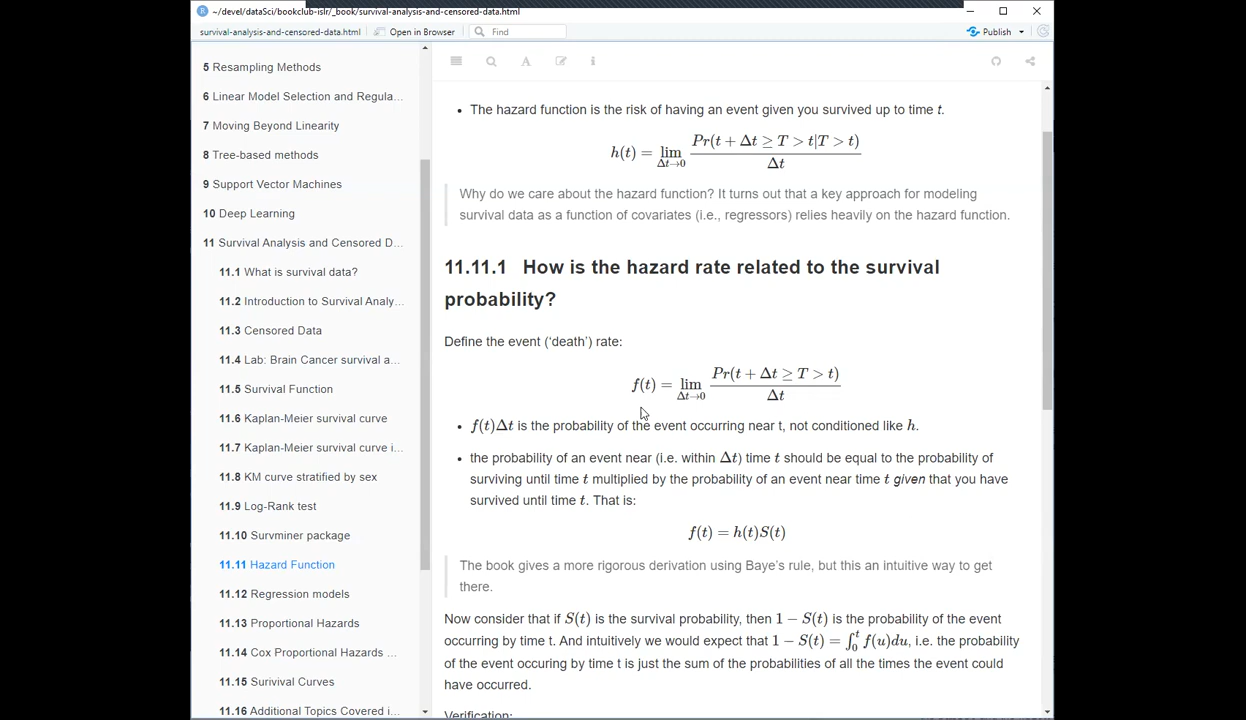 ~/devel/dataSci/bookclub-islr/_book/survival-analysis-and-censored-data.html
survival-analysis-and-censored-data.html Open in Browser Find Publish
5 Resampling Methods
6 Linear Model Selection and Regula...
7 Moving Beyond Linearity
8 Tree-based methods
9 Support Vector Machines
10 Deep Learning
11 Survival Analysis and Censored D...
11.1 What is survival data?
11.2 Introduction to Survival Analy...
11.3 Censored Data
11.4 Lab: Brain Cancer survival a...
11.5 Survival Function
11.6 Kaplan-Meier survival curve
11.7 Kaplan-Meier survival curve i...
11.8 KM curve stratified by sex
11.9 Log-Rank test
11.10 Survminer package
11.11 Hazard Function
11.12 Regression models
11.13 Proportional Hazards
11.14 Cox Proportional Hazards ...
11.15 Surivival Curves
11.16 Additional Topics Covered i...
• The hazard function is the risk of having an event given you survived up to time t.
h(t) = lim Δt→0 Pr(t + Δt ≥ T > t|T > t) / Δt
Why do we care about the hazard function? It turns out that a key approach for modeling
survival data as a function of covariates (i.e., regressors) relies heavily on the hazard function.
11.11.1 How is the hazard rate related to the survival
probability?
Define the event (‘death’) rate:
f(t) = lim Δt→0 Pr(t + Δt ≥ T > t) / Δt
• f(t)Δt is the probability of the event occurring near t, not conditioned like h.
• the probability of an event near (i.e. within Δt) time t should be equal to the probability of
surviving until time t multiplied by the probability of an event near time t given that you have
survived until time t. That is:
f(t) = h(t)S(t)
The book gives a more rigorous derivation using Baye’s rule, but this an intuitive way to get
there.
Now consider that if S(t) is the survival probability, then 1 − S(t) is the probability of the event
occurring by time t. And intuitively we would expect that 1 − S(t) = ∫₀ᵗ f(u)du, i.e. the probability
of the event occuring by time t is just the sum of the probabilities of all the times the event could
have occurred.
Verification: